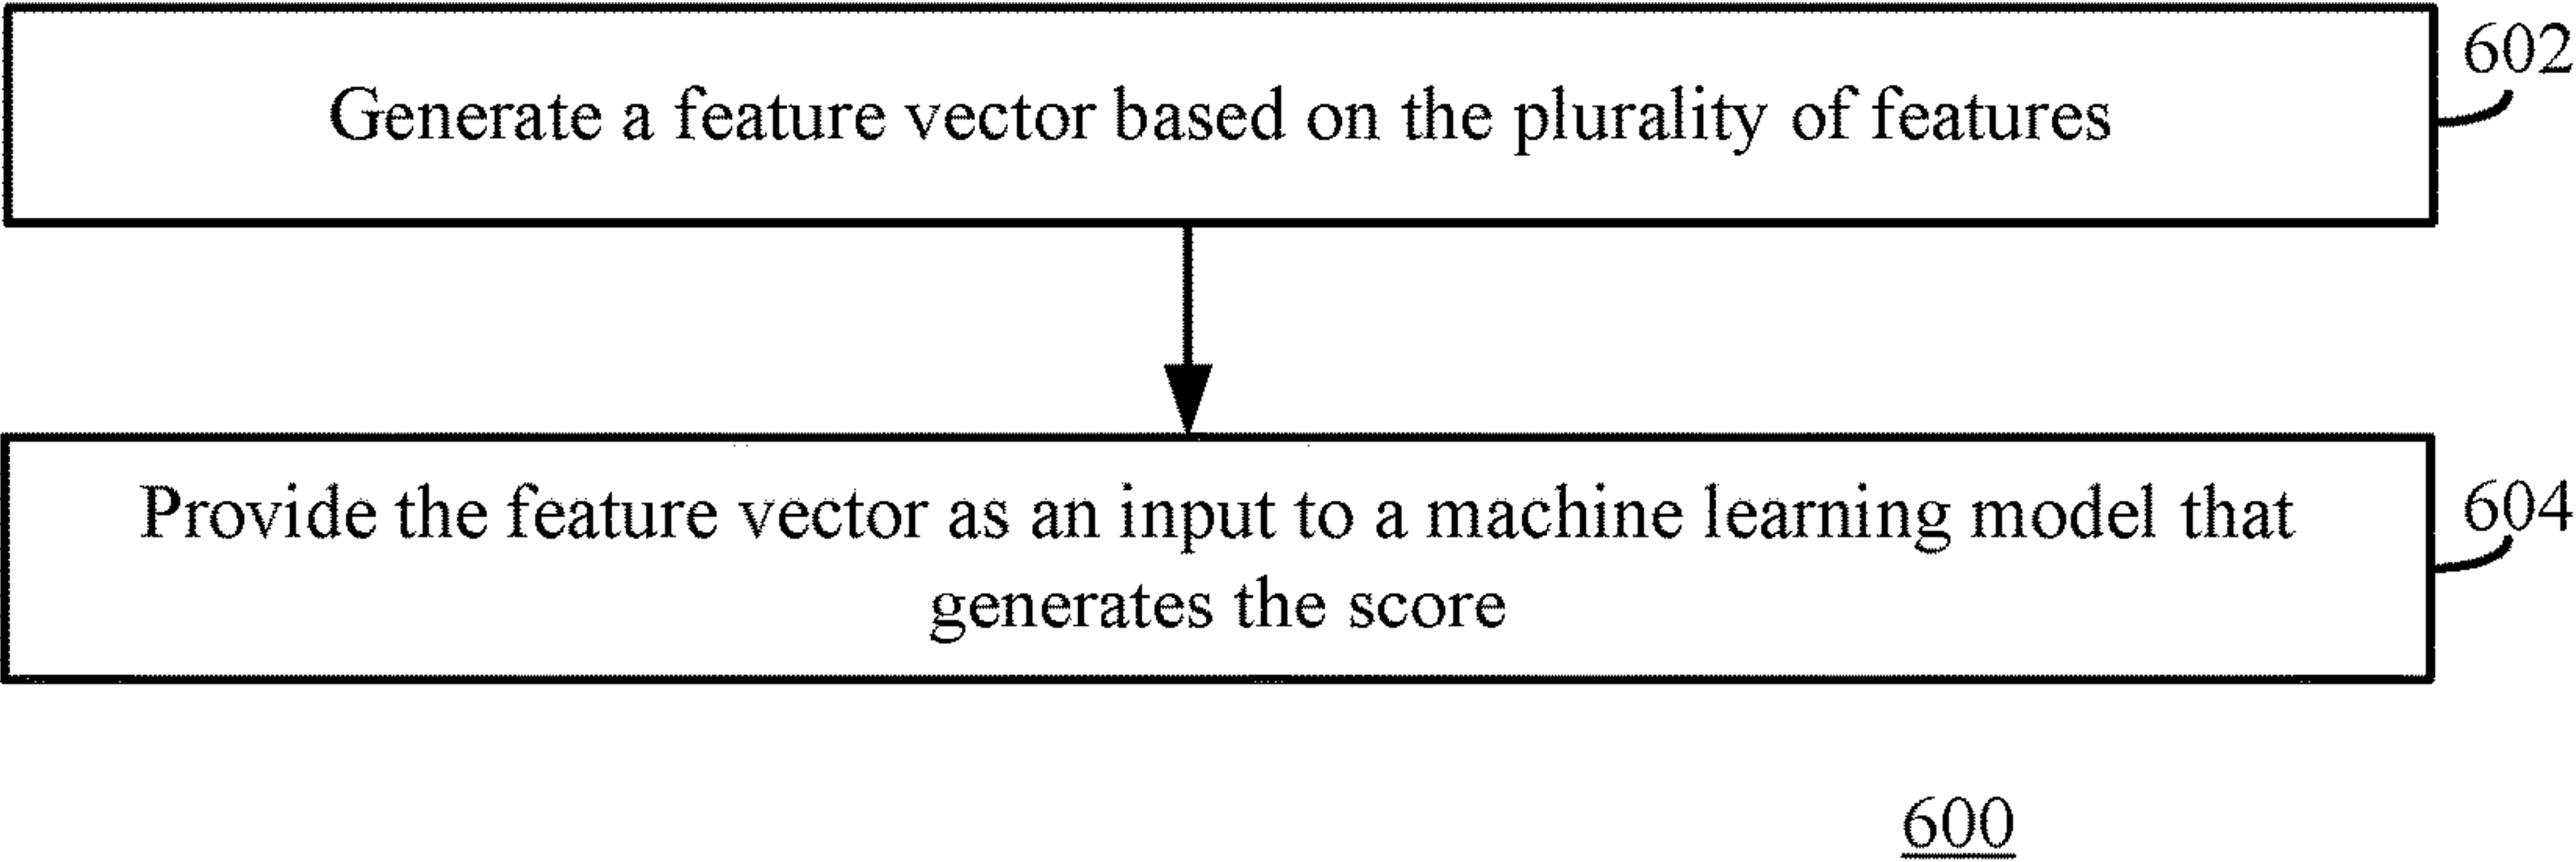 602
Generate a feature vector based on the plurality of features
604
Provide the feature vector as an input to a machine learning model that
generates the score
600